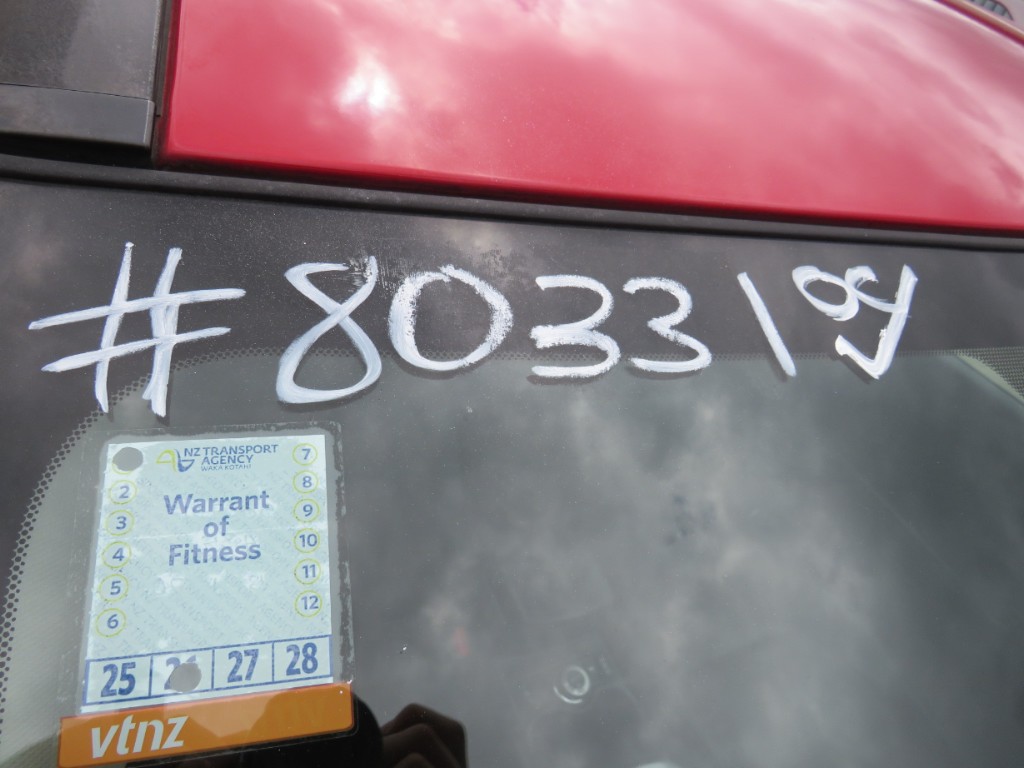 #80331
NZ TRANSPORT
AGENCY
WAKA KOTAHI
Warrant
of
Fitness
2
3
4
5
6
7
8
9
10
11
12
25 27 28
vtnz